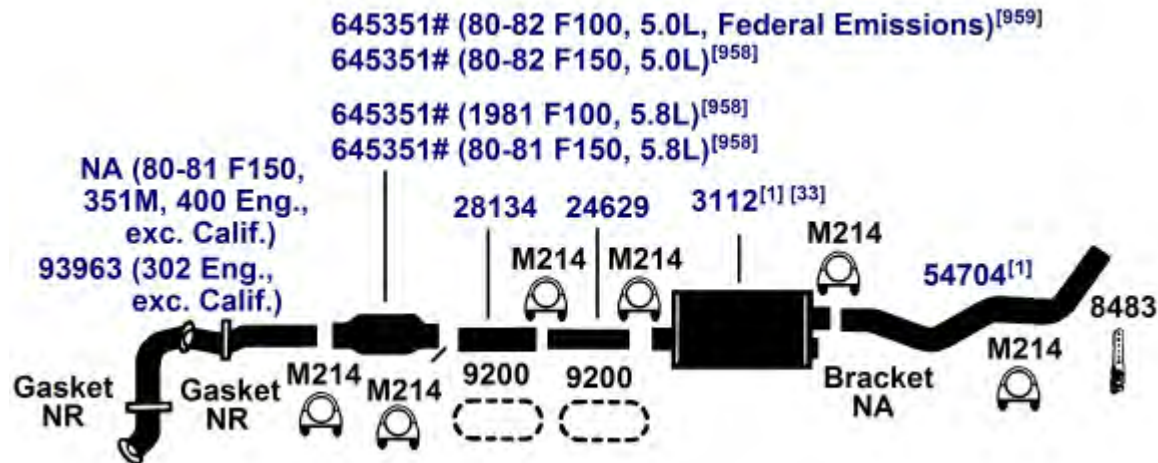 645351# (80-82 F100, 5.0L, Federal Emissions)[959]
645351# (80-82 F150, 5.0L)[958]
645351# (1981 F100, 5.8L)[958]
645351# (80-81 F150, 5.8L)[958]
NA (80-81 F150,
351M, 400 Eng.,
exc. Calif.)
93963 (302 Eng.,
exc. Calif.)
28134
24629
3112[1] [33]
M214
M214
M214
54704[1]
8483
Gasket
NR
Gasket
NR
M214
M214
9200
9200
Bracket
NA
M214